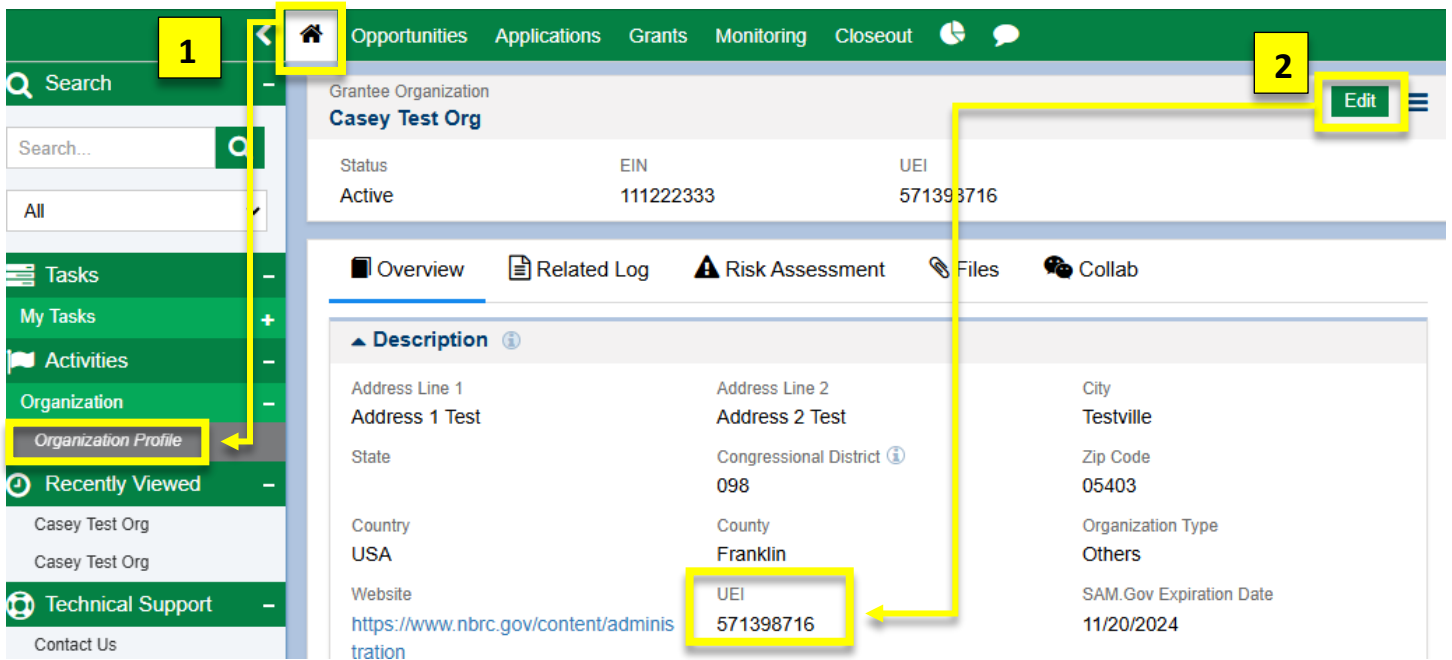 1
Opportunities Applications Grants Monitoring Closeout
2
Search
Search...
All
Tasks
My Tasks
Activities
Organization
Organization Profile
Recently Viewed
Casey Test Org
Casey Test Org
Technical Support
Contact Us
Grantee Organization
Casey Test Org
Edit
Status EIN UEI
Active 111222333 571398716
Overview Related Log Risk Assessment Files Collab
Description
Address Line 1 Address Line 2 City
Address 1 Test Address 2 Test Testville
State Congressional District Zip Code
098 05403
Country County Organization Type
USA Franklin Others
Website UEI SAM.Gov Expiration Date
https://www.nbrc.gov/content/adminis 571398716 11/20/2024
tration